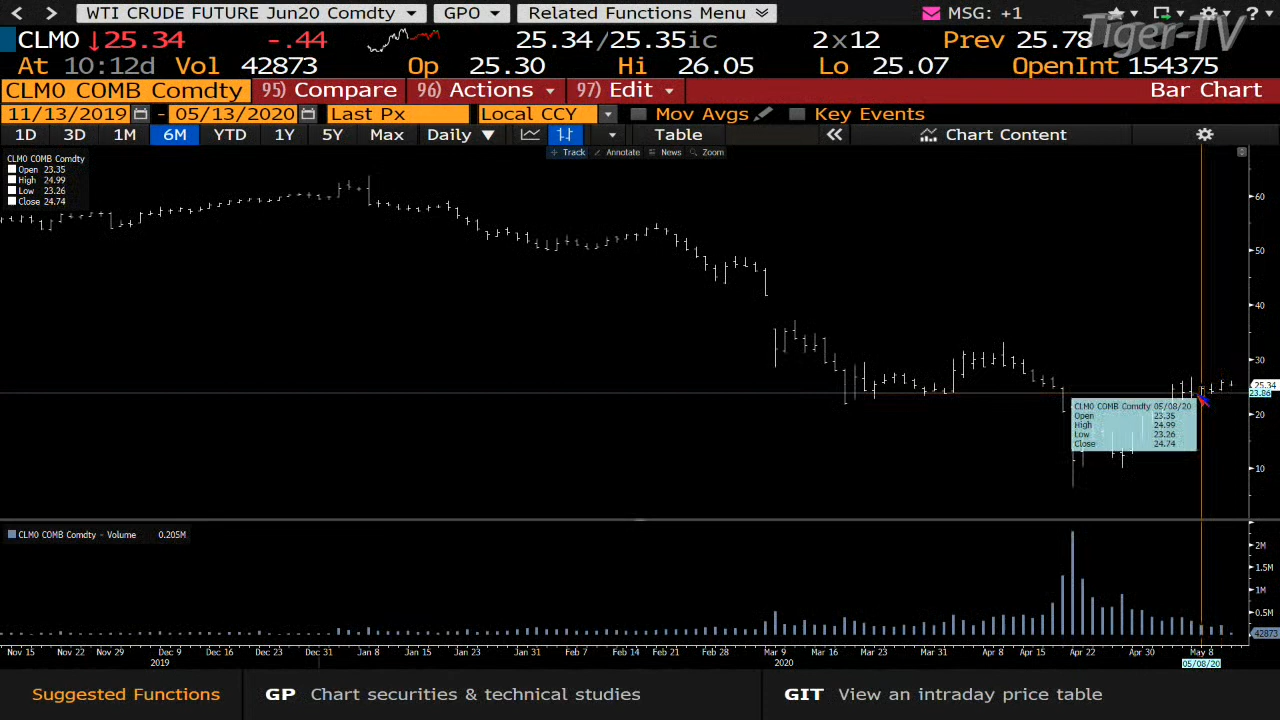 WTI CRUDE FUTURE Jun20 Comdty GPO Related Functions Menu MSG: +1 ?
CLM0 ↓25.34 -.44 25.34/25.35ic 2x12 Prev 25.78 Tiger-TV
At 10:12d Vol 42873 Op 25.30 Hi 26.05 Lo 25.07 OpenInt 154375
CLM0 COMB Comdty 95) Compare 96) Actions 97) Edit Bar Chart
11/13/2019 - 05/13/2020 Last Px Local CCY Mov Avgs Key Events
1D 3D 1M 6M YTD 1Y 5Y Max Daily ▼ Table Chart Content
Track Annotate News Zoom
CLM0 COMB Comdty
Open 23.35
High 24.99
Low 23.26
Close 24.74
60
50
40
30
25.34
23.86
20
10
CLM0 COMB Comdty 05/08/20
Open 23.35
High 24.99
Low 23.26
Close 24.74
CLM0 COMB Comdty - Volume 0.205M
2M
1.5M
1M
0.5M
42873
Nov 15 Nov 22 Nov 29 Dec 9 Dec 16 Dec 23 Dec 31 Jan 8 Jan 15 Jan 23 Jan 31 Feb 7 Feb 14 Feb 21 Feb 28 Mar 9 Mar 16 Mar 23 Mar 31 Apr 8 Apr 15 Apr 22 Apr 30 May 8
2019 2020 05/08/20
Suggested Functions GP Chart securities & technical studies GIT View an intraday price table